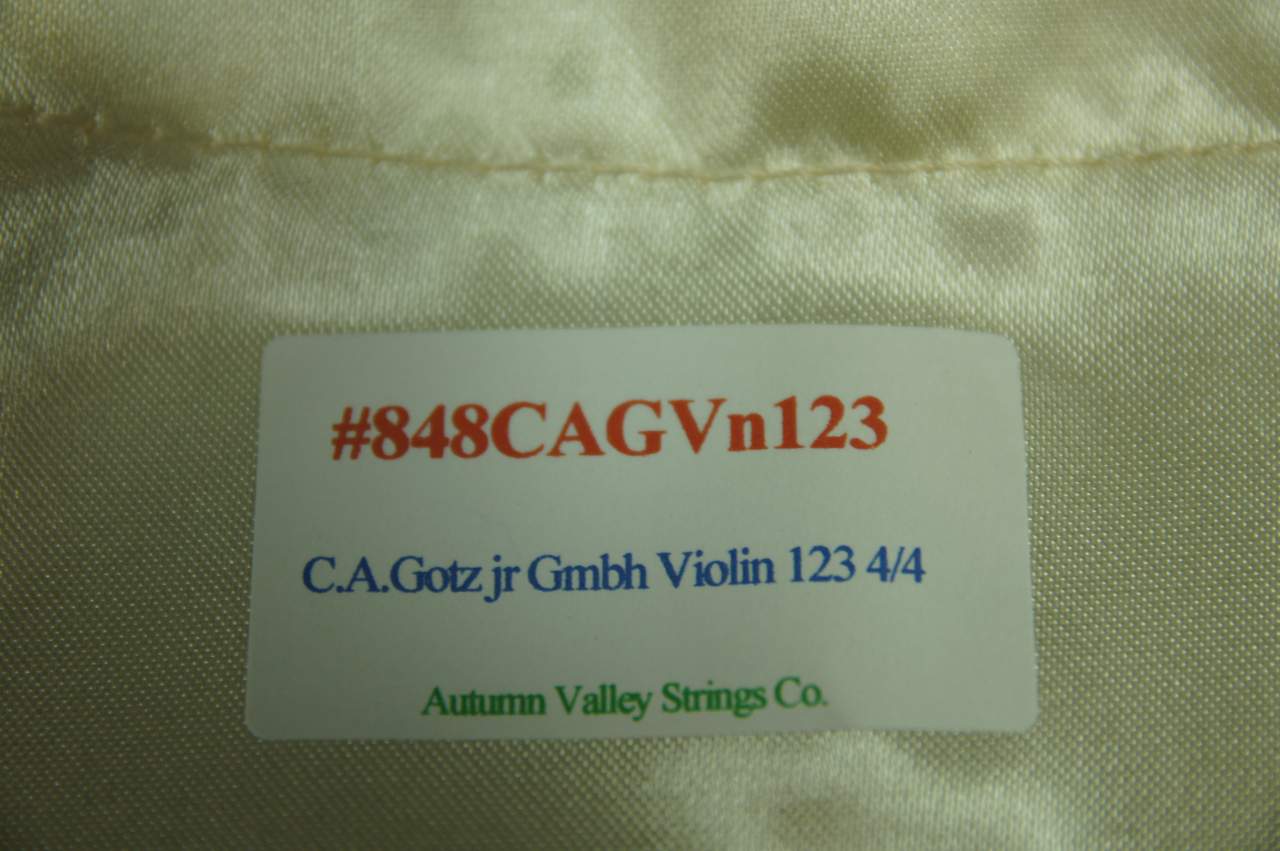 #848CAGVn123
C.A.Gotz jr Gmbh Violin 123 4/4
Autumn Valley Strings Co.